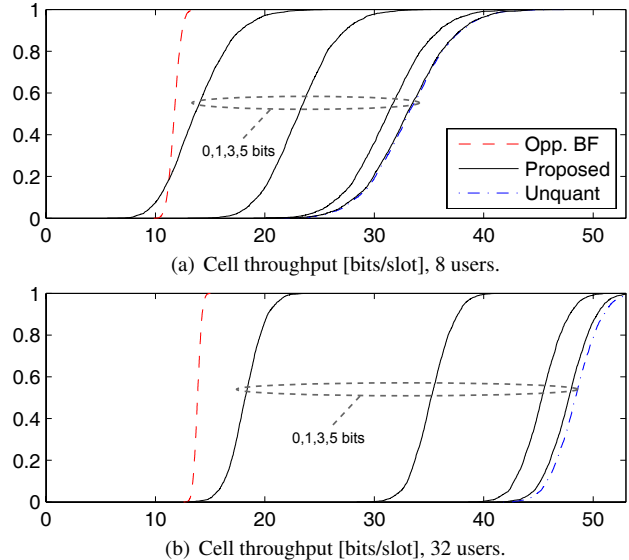 1
0.8
0.6
0.4
0.2
0
0,1,3,5 bits
Opp. BF
Proposed
Unquant
0 10 20 30 40 50
(a) Cell throughput [bits/slot], 8 users.
1
0.8
0.6
0.4
0.2
0
0,1,3,5 bits
0 10 20 30 40 50
(b) Cell throughput [bits/slot], 32 users.